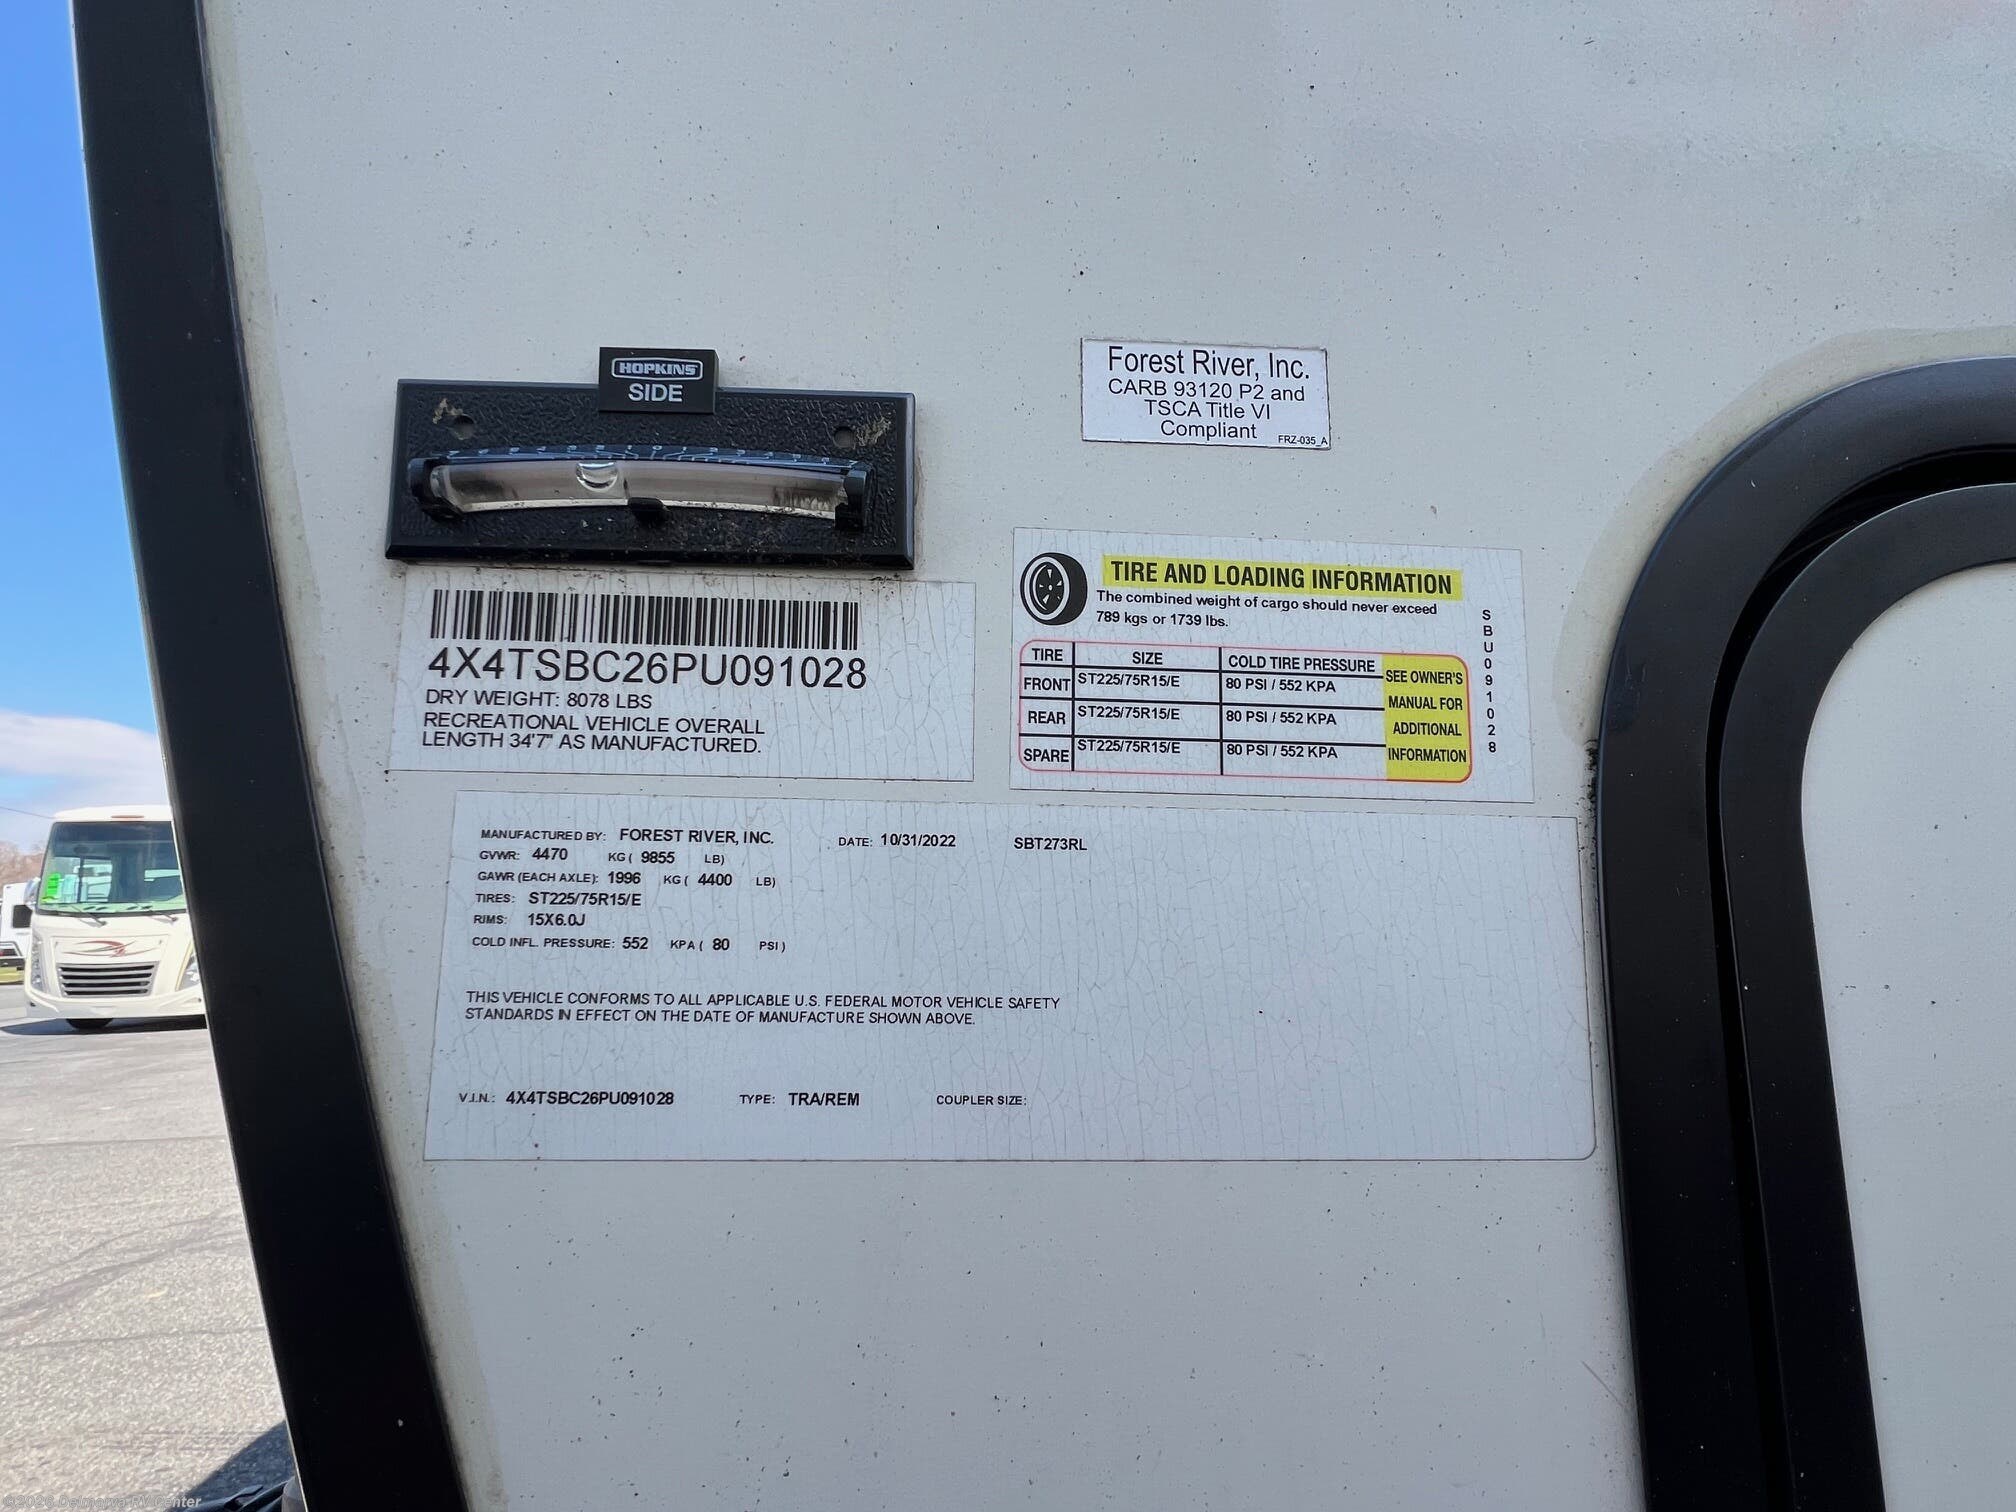 HOPKINS
SIDE
Forest River, Inc.
CARB 93120 P2 and
TSCA Title VI
Compliant
FRZ-035_A
4X4TSBC26PU091028
DRY WEIGHT: 8078 LBS
RECREATIONAL VEHICLE OVERALL
LENGTH 34'7" AS MANUFACTURED.
TIRE AND LOADING INFORMATION
The combined weight of cargo should never exceed
789 kgs or 1739 lbs.
TIRE SIZE COLD TIRE PRESSURE
FRONT ST225/75R15/E 80 PSI / 552 KPA
REAR ST225/75R15/E 80 PSI / 552 KPA
SPARE ST225/75R15/E 80 PSI / 552 KPA
SEE OWNER'S
MANUAL FOR
ADDITIONAL
INFORMATION
SBU091028
MANUFACTURED BY: FOREST RIVER, INC. DATE: 10/31/2022 SBT273RL
GVWR: 4470 KG ( 9855 LB)
GAWR (EACH AXLE): 1996 KG ( 4400 LB)
TIRES: ST225/75R15/E
RIMS: 15X6.0J
COLD INFL. PRESSURE: 552 KPA ( 80 PSI )
THIS VEHICLE CONFORMS TO ALL APPLICABLE U.S. FEDERAL MOTOR VEHICLE SAFETY
STANDARDS IN EFFECT ON THE DATE OF MANUFACTURE SHOWN ABOVE.
V.I.N.: 4X4TSBC26PU091028 TYPE: TRA/REM COUPLER SIZE:
©2026 Delmarva RV Center